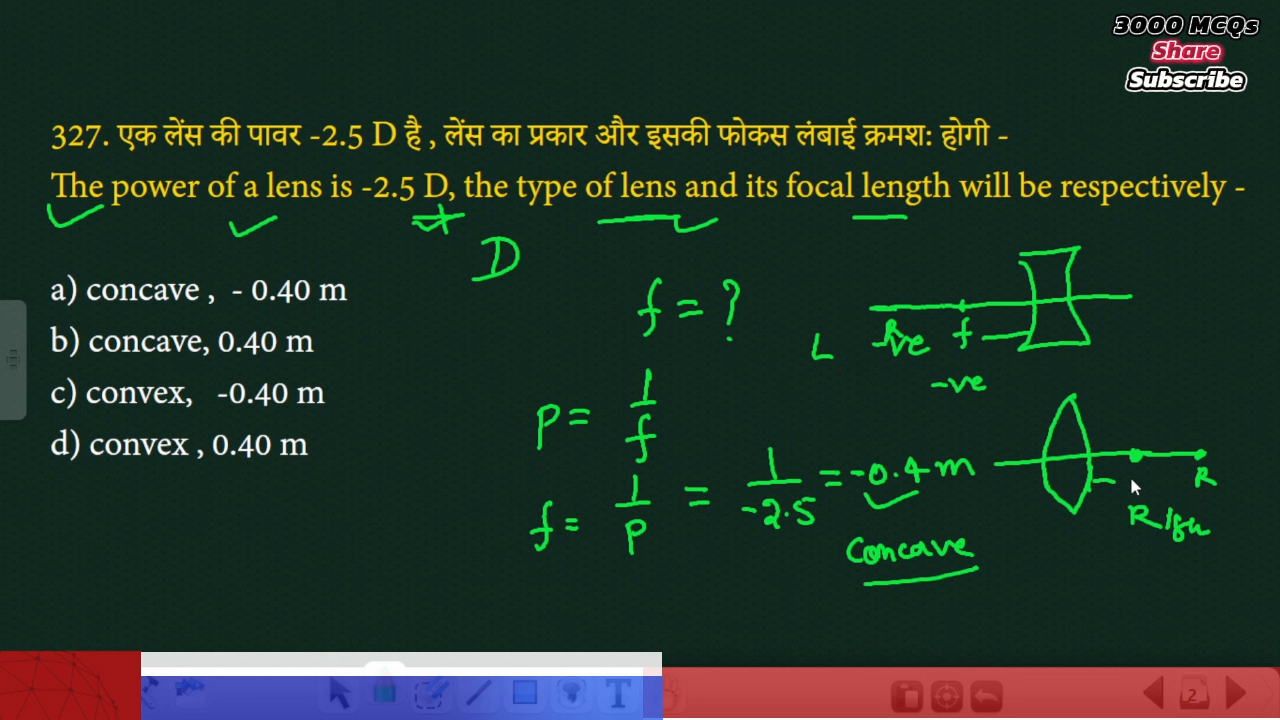 3000 MCQs
Share
Subscribe
327. एक लेंस की पावर -2.5 D है , लेंस का प्रकार और इसकी फोकस लंबाई क्रमश: होगी -
The power of a lens is -2.5 D, the type of lens and its focal length will be respectively -
D
a) concave , - 0.40 m
b) concave, 0.40 m
c) convex, -0.40 m
d) convex , 0.40 m
f = ?
L -ve f
-ve
P = 1/f
f = 1/P = 1/-2.5 = -0.4 m
R
concave
T
2